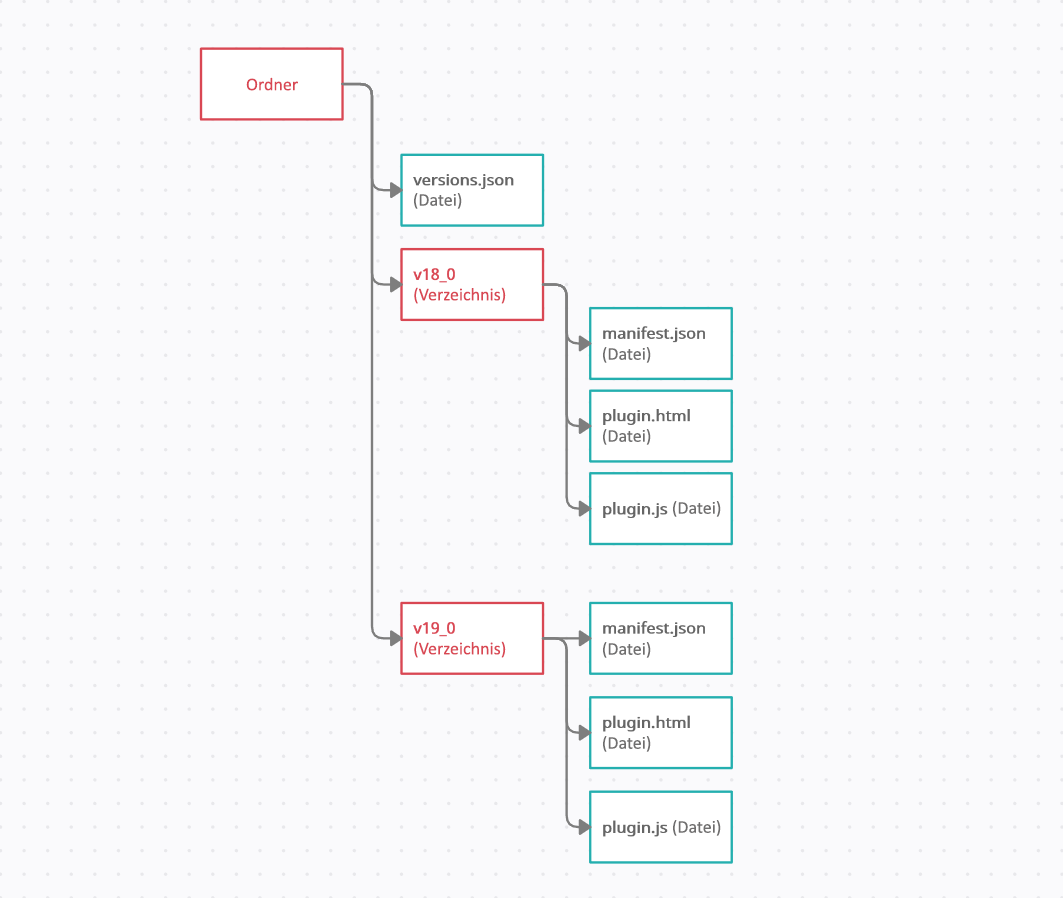 Ordner
versions.json
(Datei)
v18_0
(Verzeichnis)
manifest.json
(Datei)
plugin.html
(Datei)
plugin.js (Datei)
v19_0
(Verzeichnis)
manifest.json
(Datei)
plugin.html
(Datei)
plugin.js (Datei)